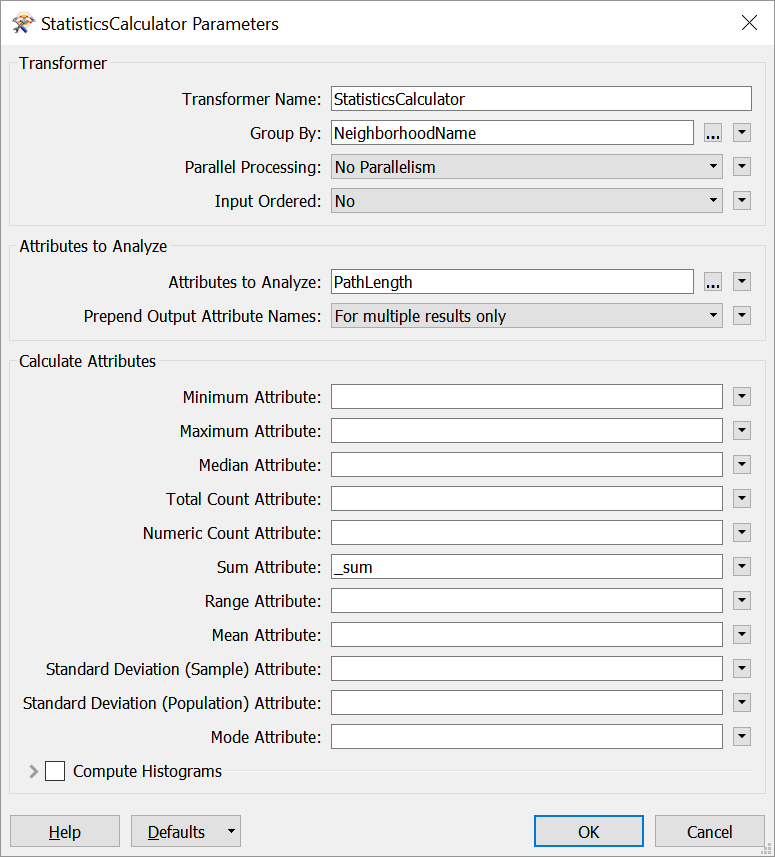 StatisticsCalculator Parameters
Transformer
Transformer Name: StatisticsCalculator
Group By: NeighborhoodName ...
Parallel Processing: No Parallelism
Input Ordered: No
Attributes to Analyze
Attributes to Analyze: PathLength ...
Prepend Output Attribute Names: For multiple results only
Calculate Attributes
Minimum Attribute:
Maximum Attribute:
Median Attribute:
Total Count Attribute:
Numeric Count Attribute:
Sum Attribute: _sum
Range Attribute:
Mean Attribute:
Standard Deviation (Sample) Attribute:
Standard Deviation (Population) Attribute:
Mode Attribute:
Compute Histograms
Help Defaults OK Cancel